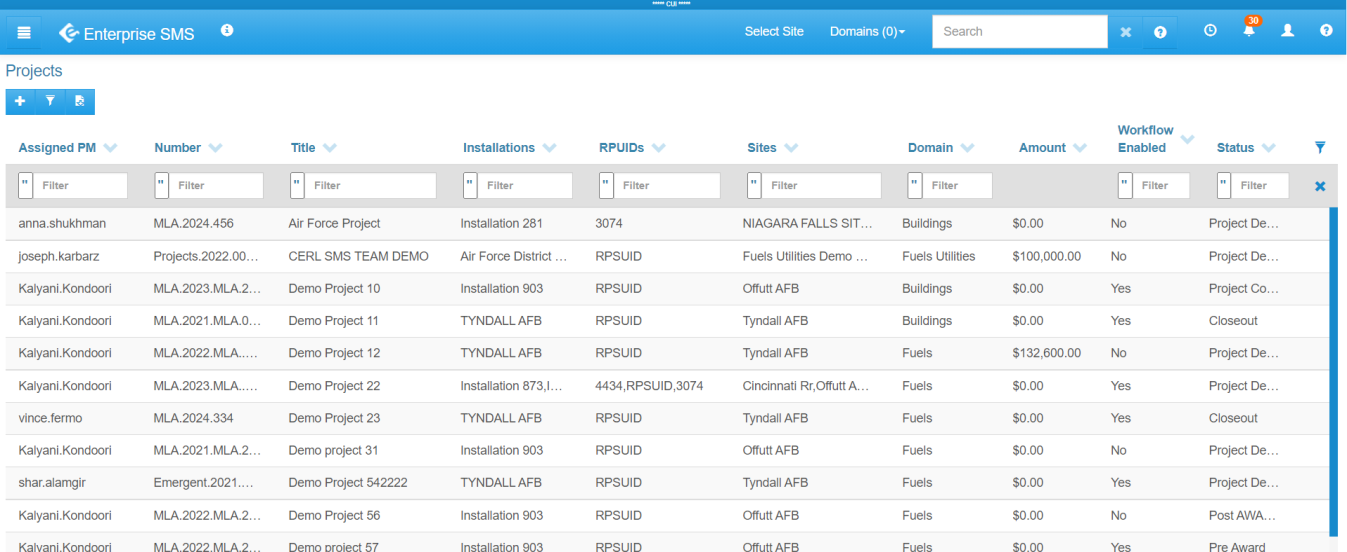 ***** CUI *****
Enterprise SMS Select Site Domains (0) Search 30
Projects
Assigned PM Number Title Installations RPUIDs Sites Domain Amount Workflow Enabled Status
" Filter " Filter " Filter " Filter " Filter " Filter " Filter " Filter " Filter
anna.shukhman MLA.2024.456 Air Force Project Installation 281 3074 NIAGARA FALLS SIT... Buildings $0.00 No Project De...
joseph.karbarz Projects.2022.00... CERL SMS TEAM DEMO Air Force District ... RPSUID Fuels Utilities Demo ... Fuels Utilities $100,000.00 No Project De...
Kalyani.Kondoori MLA.2023.MLA.2... Demo Project 10 Installation 903 RPSUID Offutt AFB Buildings $0.00 Yes Project Co...
Kalyani.Kondoori MLA.2021.MLA.0... Demo Project 11 TYNDALL AFB RPSUID Tyndall AFB Buildings $0.00 Yes Closeout
Kalyani.Kondoori MLA.2022.MLA..... Demo Project 12 TYNDALL AFB RPSUID Tyndall AFB Fuels $132,600.00 No Project De...
Kalyani.Kondoori MLA.2023.MLA..... Demo Project 22 Installation 873,I... 4434,RPSUID,3074 Cincinnati Rr,Offutt A... Fuels $0.00 Yes Project De...
vince.fermo MLA.2024.334 Demo Project 23 TYNDALL AFB RPSUID Tyndall AFB Fuels $0.00 Yes Closeout
Kalyani.Kondoori MLA.2021.MLA.2... Demo project 31 Installation 903 RPSUID Offutt AFB Fuels $0.00 No Project De...
shar.alamgir Emergent.2021.... Demo Project 542222 TYNDALL AFB RPSUID Tyndall AFB Fuels $0.00 Yes Project De...
Kalyani.Kondoori MLA.2022.MLA.2... Demo Project 56 Installation 903 RPSUID Offutt AFB Fuels $0.00 No Post AWA...
Kalyani.Kondoori MLA.2022.MLA.2... Demo project 57 Installation 903 RPSUID Offutt AFB Fuels $0.00 Yes Pre Award